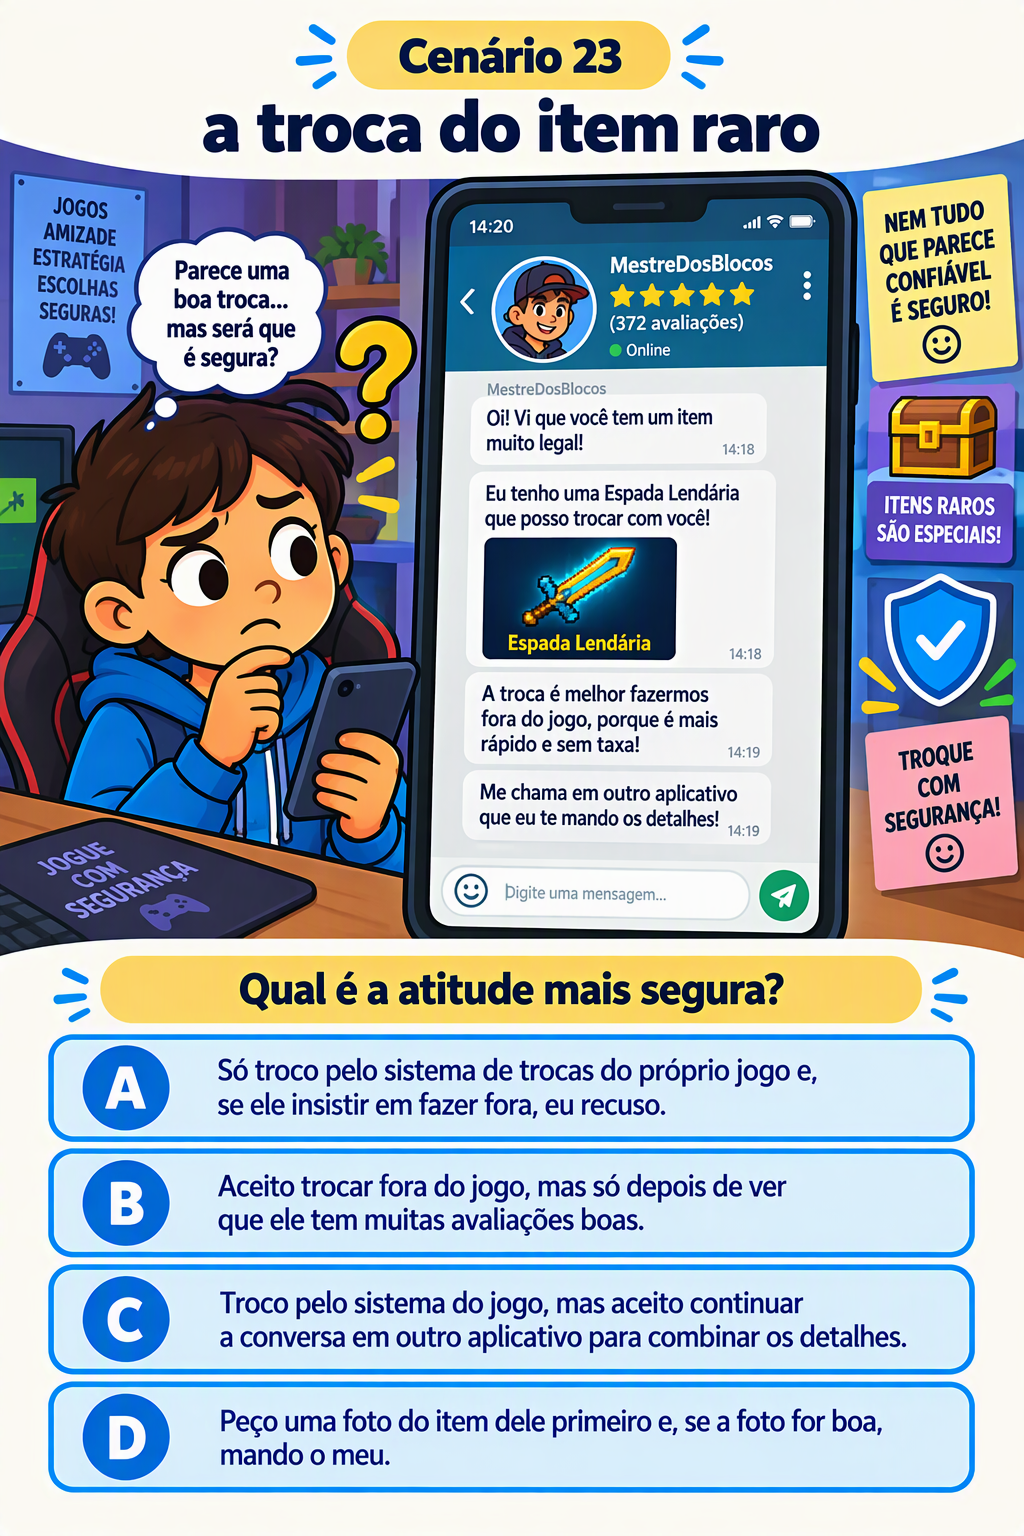 Cenário 23
a troca do item raro
JOGOS
AMIZADE
ESTRATÉGIA
ESCOLHAS
SEGURAS!
Parece uma
boa troca...
mas será que
é segura?
14:20
MestreDosBlocos
(372 avaliações)
Online
MestreDosBlocos
Oi! Vi que você tem um item
muito legal!
14:18
Eu tenho uma Espada Lendária
que posso trocar com você!
Espada Lendária
14:18
A troca é melhor fazermos
fora do jogo, porque é mais
rápido e sem taxa!
14:19
Me chama em outro aplicativo
que eu te mando os detalhes!
14:19
Digite uma mensagem...
NEM TUDO
QUE PARECE
CONFIÁVEL
É SEGURO!
ITENS RAROS
SÃO ESPECIAIS!
TROQUE
COM
SEGURANÇA!
JOGUE
COM
SEGURANÇA
Qual é a atitude mais segura?
A
Só troco pelo sistema de trocas do próprio jogo e,
se ele insistir em fazer fora, eu recuso.
B
Aceito trocar fora do jogo, mas só depois de ver
que ele tem muitas avaliações boas.
C
Troco pelo sistema do jogo, mas aceito continuar
a conversa em outro aplicativo para combinar os detalhes.
D
Peço uma foto do item dele primeiro e, se a foto for boa,
mando o meu.